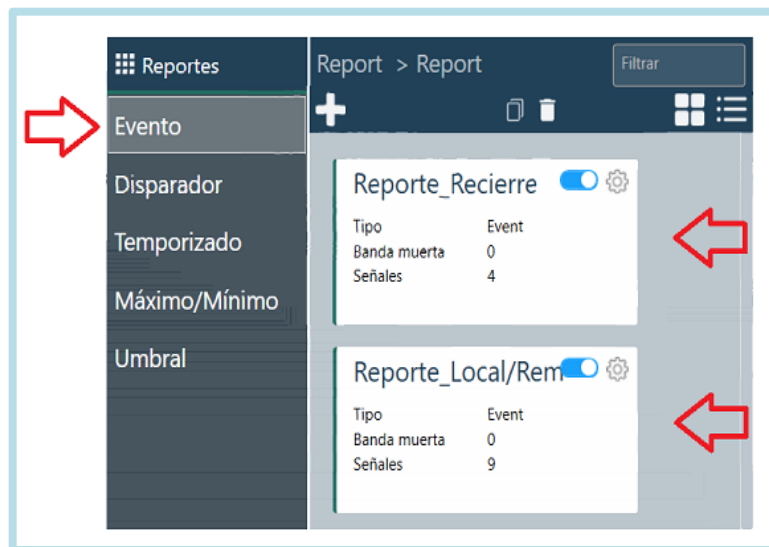 Reportes
Report > Report
Filtrar
Evento
Disparador
Temporizado
Máximo/Mínimo
Umbral
Reporte_Recierre
Tipo Event
Banda muerta 0
Señales 4
Reporte_Local/Rem
Tipo Event
Banda muerta 0
Señales 9